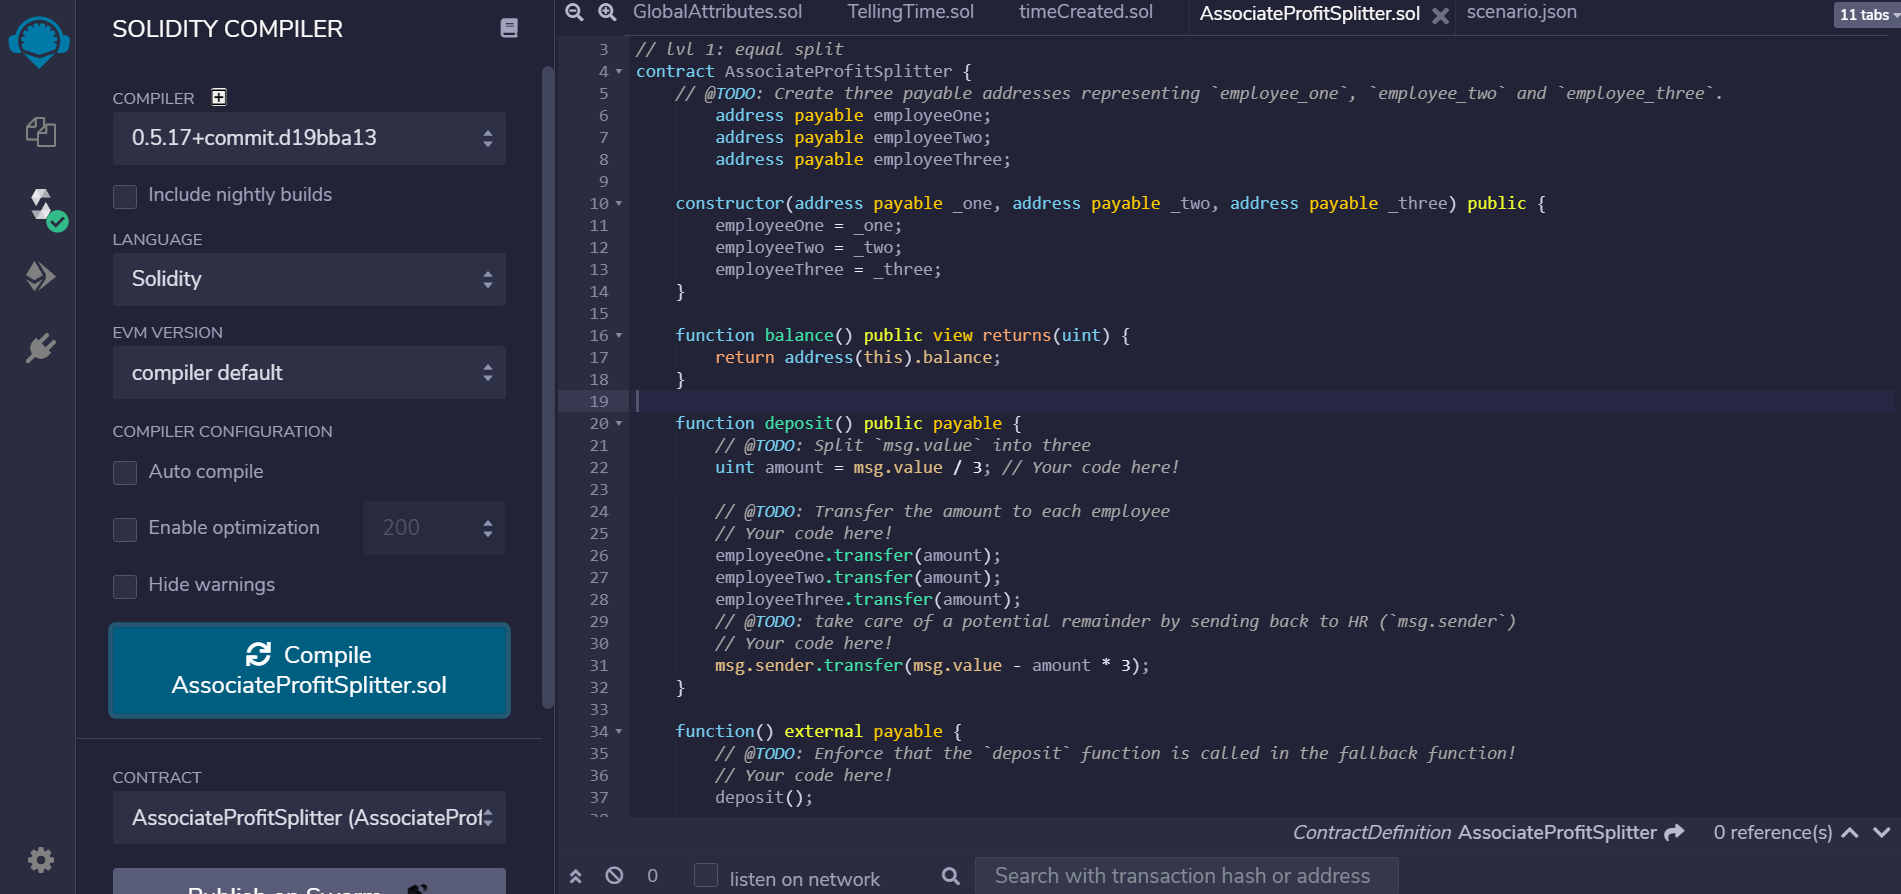 SOLIDITY COMPILER
COMPILER
0.5.17+commit.d19bba13
Include nightly builds
LANGUAGE
Solidity
EVM VERSION
compiler default
COMPILER CONFIGURATION
Auto compile
Enable optimization 200
Hide warnings
Compile
AssociateProfitSplitter.sol
CONTRACT
AssociateProfitSplitter (AssociateProf
Publish on Swarm
GlobalAttributes.sol TellingTime.sol timeCreated.sol AssociateProfitSplitter.sol scenario.json 11 tabs
3 // lvl 1: equal split
4 contract AssociateProfitSplitter {
5 // @TODO: Create three payable addresses representing `employee_one`, `employee_two` and `employee_three`.
6 address payable employeeOne;
7 address payable employeeTwo;
8 address payable employeeThree;
9
10 constructor(address payable _one, address payable _two, address payable _three) public {
11 employeeOne = _one;
12 employeeTwo = _two;
13 employeeThree = _three;
14 }
15
16 function balance() public view returns(uint) {
17 return address(this).balance;
18 }
19
20 function deposit() public payable {
21 // @TODO: Split `msg.value` into three
22 uint amount = msg.value / 3; // Your code here!
23
24 // @TODO: Transfer the amount to each employee
25 // Your code here!
26 employeeOne.transfer(amount);
27 employeeTwo.transfer(amount);
28 employeeThree.transfer(amount);
29 // @TODO: take care of a potential remainder by sending back to HR (`msg.sender`)
30 // Your code here!
31 msg.sender.transfer(msg.value - amount * 3);
32 }
33
34 function() external payable {
35 // @TODO: Enforce that the `deposit` function is called in the fallback function!
36 // Your code here!
37 deposit();
38
ContractDefinition AssociateProfitSplitter 0 reference(s)
0 listen on network Search with transaction hash or address